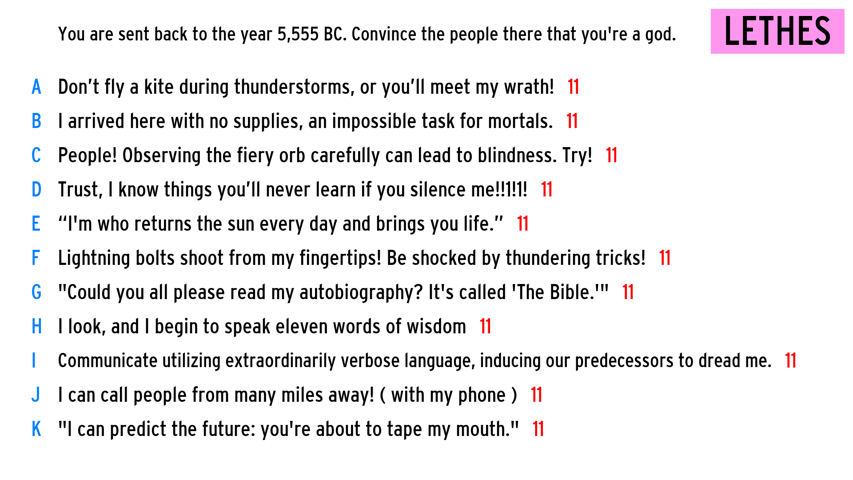 You are sent back to the year 5,555 BC. Convince the people there that you're a god.
LETHES
A Don’t fly a kite during thunderstorms, or you’ll meet my wrath! 11
B I arrived here with no supplies, an impossible task for mortals. 11
C People! Observing the fiery orb carefully can lead to blindness. Try! 11
D Trust, I know things you’ll never learn if you silence me!!1!1! 11
E “I'm who returns the sun every day and brings you life.” 11
F Lightning bolts shoot from my fingertips! Be shocked by thundering tricks! 11
G "Could you all please read my autobiography? It's called 'The Bible.'" 11
H I look, and I begin to speak eleven words of wisdom 11
I Communicate utilizing extraordinarily verbose language, inducing our predecessors to dread me. 11
J I can call people from many miles away! ( with my phone ) 11
K "I can predict the future: you're about to tape my mouth." 11